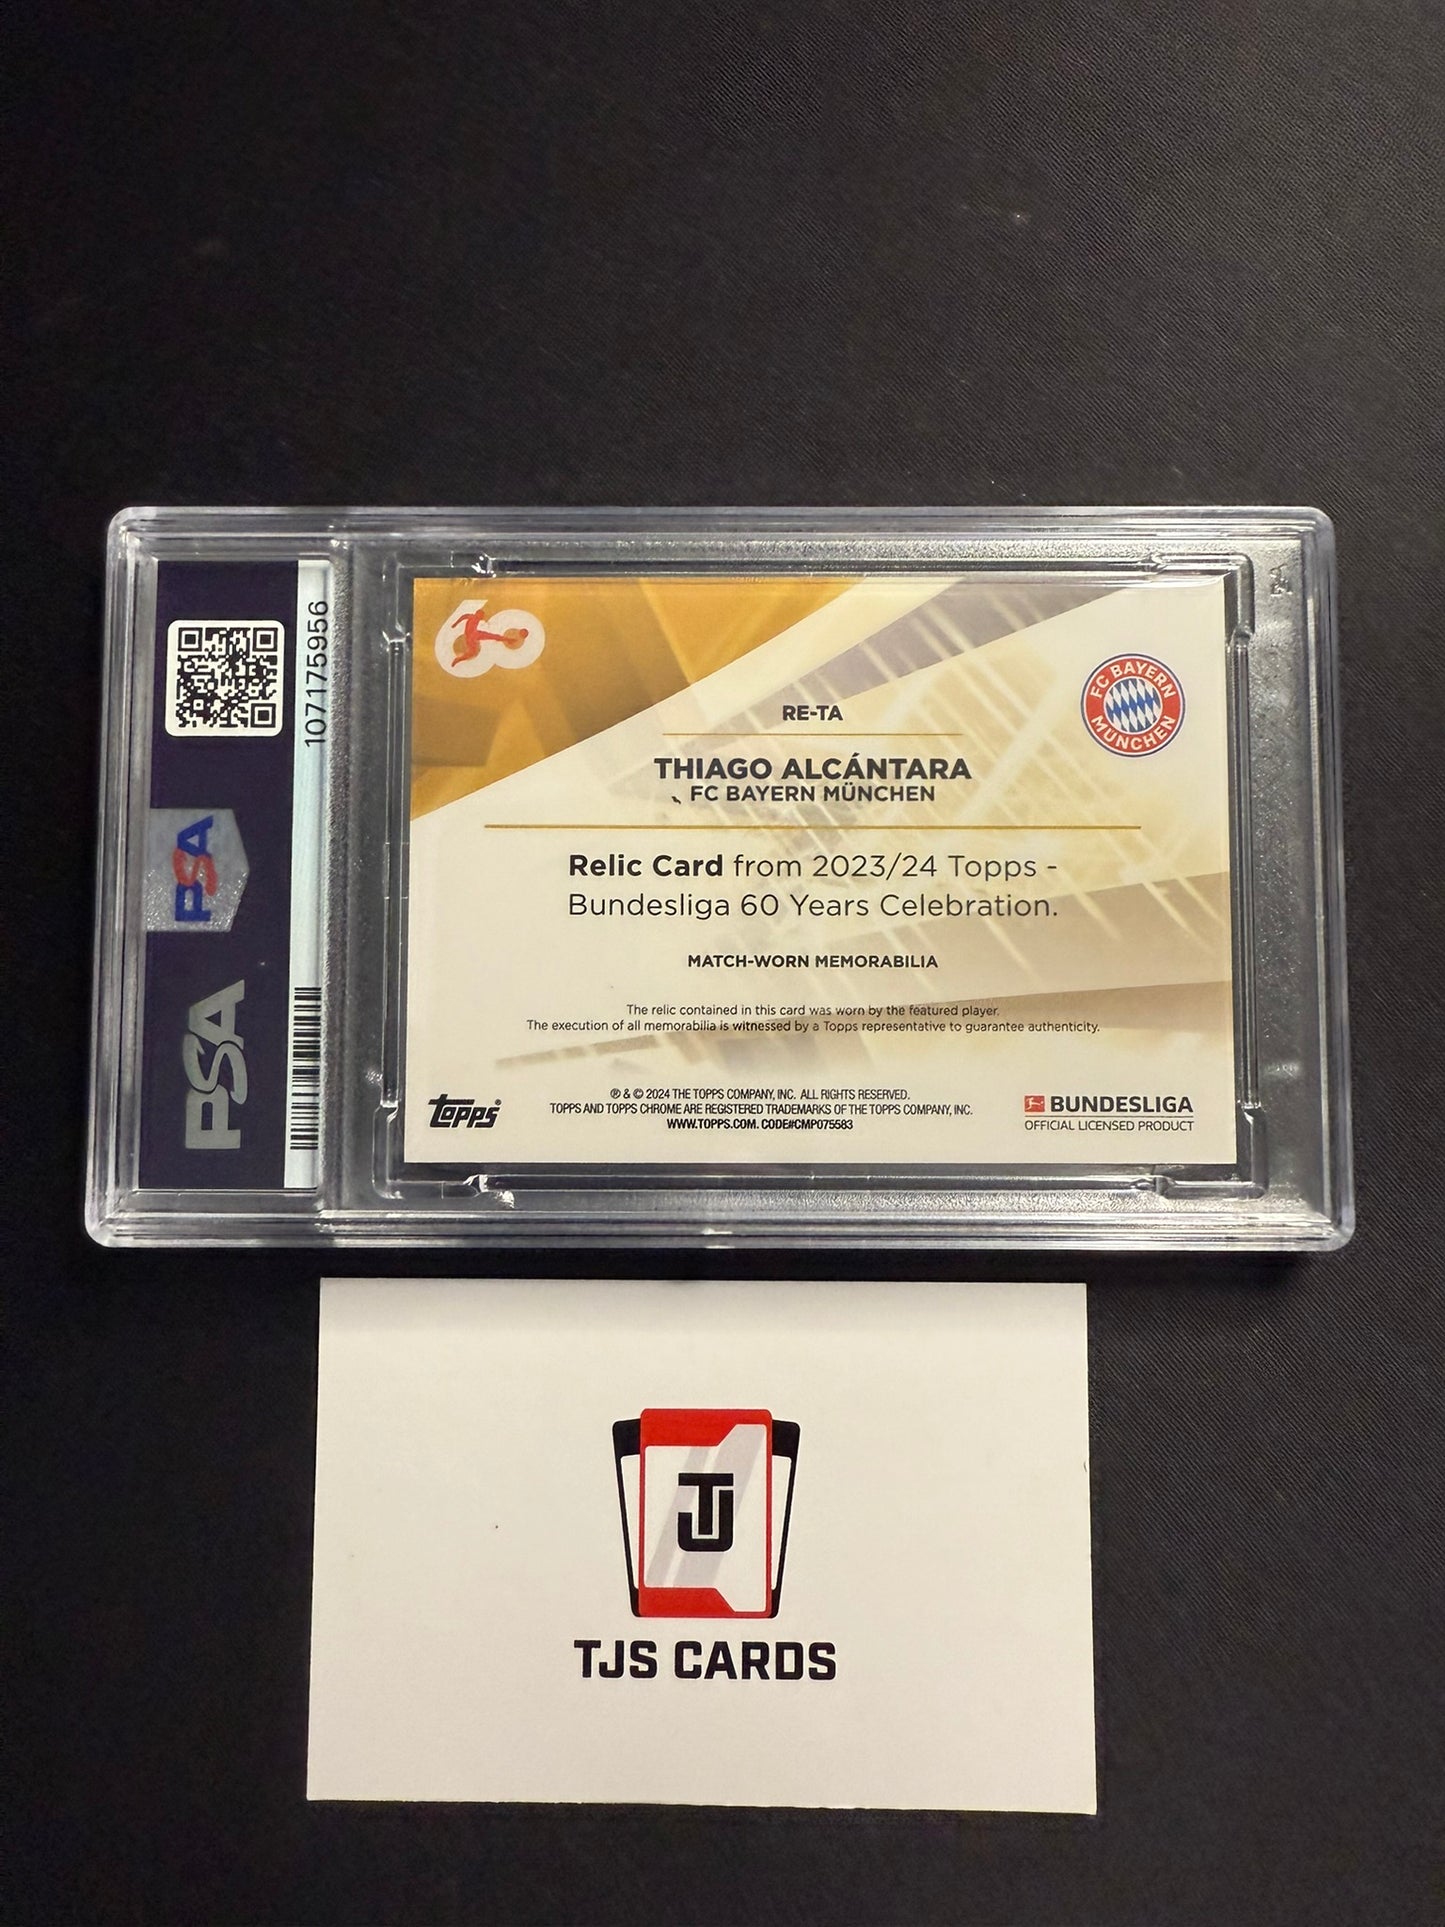 107175956
PSA
PSA
60
RE-TA
THIAGO ALCÁNTARA
FC BAYERN MÜNCHEN
FC BAYERN
MÜNCHEN
Relic Card from 2023/24 Topps -
Bundesliga 60 Years Celebration.
MATCH-WORN MEMORABILIA
The relic contained in this card was worn by the featured player.
The execution of all memorabilia is witnessed by a Topps representative to guarantee authenticity.
Topps®
® & © 2024 THE TOPPS COMPANY, INC. ALL RIGHTS RESERVED.
TOPPS AND TOPPS CHROME ARE REGISTERED TRADEMARKS OF THE TOPPS COMPANY, INC.
WWW.TOPPS.COM. CODE#CMP075583
BUNDESLIGA
OFFICIAL LICENSED PRODUCT
TJ
TJS CARDS